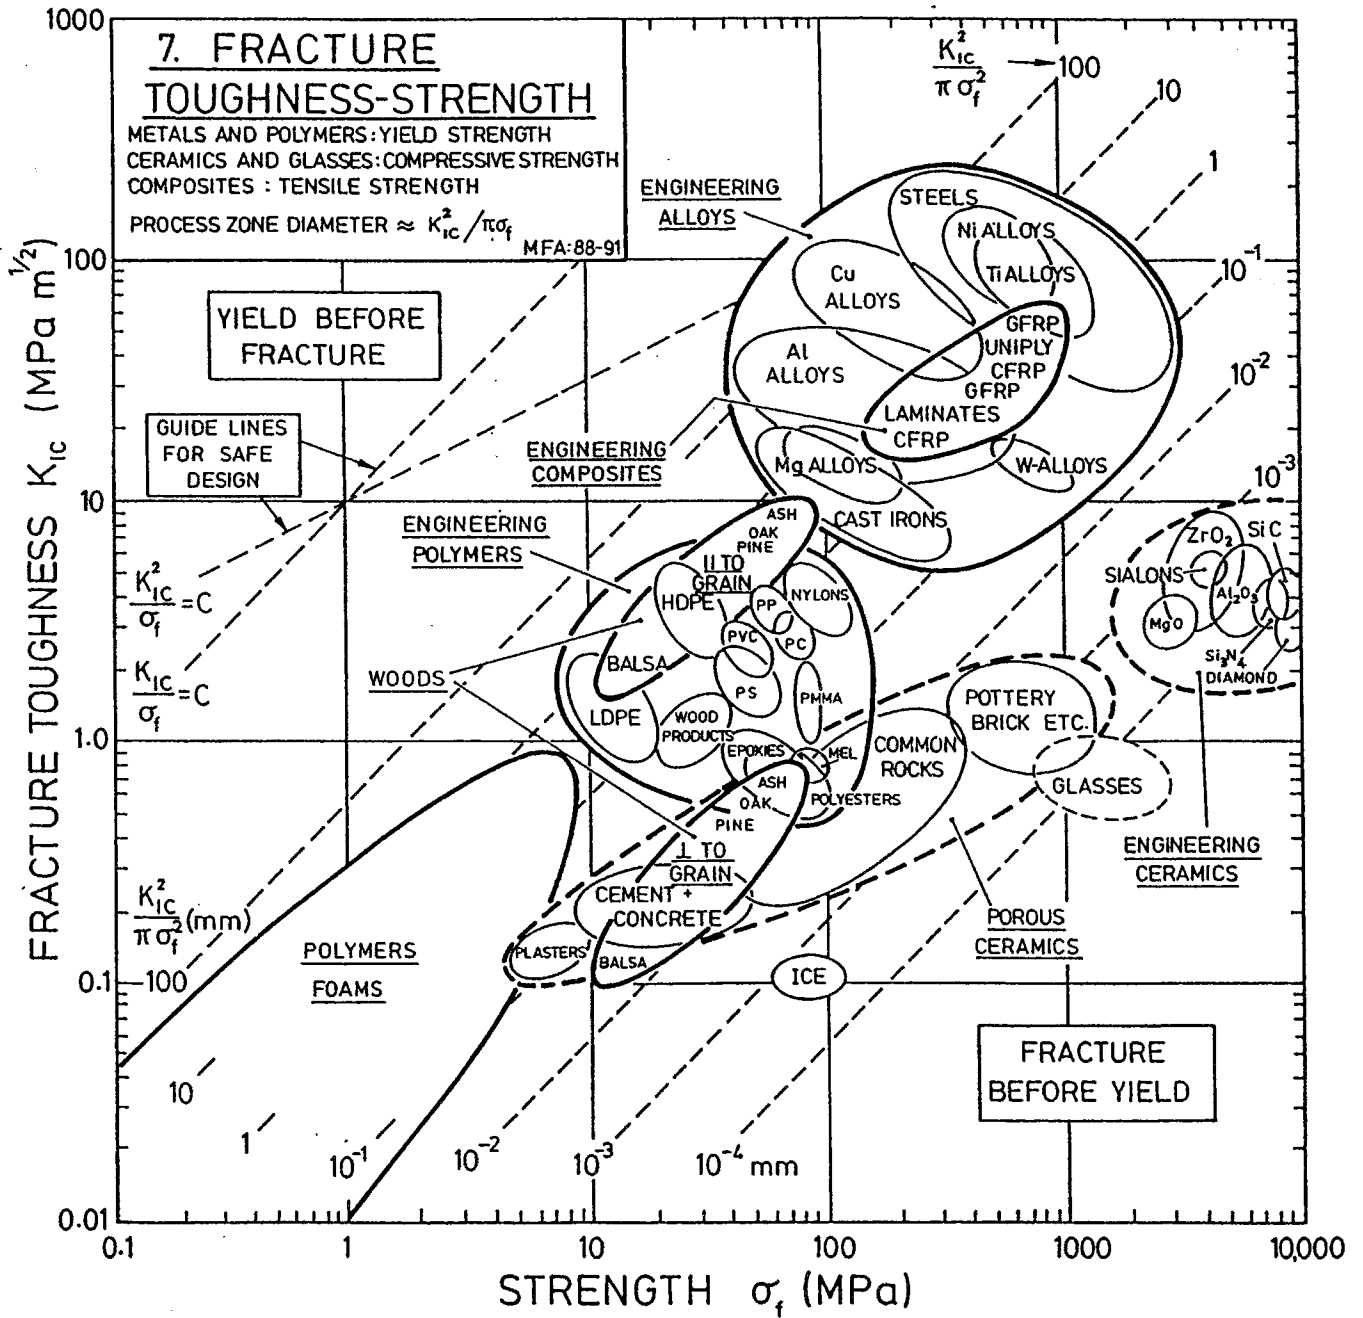 1000
7. FRACTURE
TOUGHNESS-STRENGTH
METALS AND POLYMERS: YIELD STRENGTH
CERAMICS AND GLASSES: COMPRESSIVE STRENGTH
COMPOSITES : TENSILE STRENGTH
PROCESS ZONE DIAMETER ≈ K²IC/πσf
MFA:88-91
K²IC
πσ²f
100
10
1
10⁻¹
10⁻²
10⁻³
ENGINEERING
ALLOYS
STEELS
Ni ALLOYS
Ti ALLOYS
Cu
ALLOYS
100
YIELD BEFORE
FRACTURE
GFRP
UNIPLY
CFRP
GFRP
LAMINATES
CFRP
Al
ALLOYS
GUIDE LINES
FOR SAFE
DESIGN
ENGINEERING
COMPOSITES
Mg ALLOYS
W-ALLOYS
CAST IRONS
10
ENGINEERING
POLYMERS
ASH
OAK
PINE
II TO
GRAIN
HDPE
PP
NYLONS
PVC
PC
BALSA
PS
PMMA
WOODS
LDPE
WOOD
PRODUCTS
K²IC
σf
=C
KIC
σf
=C
ZrO₂
SiC
SIALONS
Al₂O₃
MgO
Si₃N₄
DIAMOND
POTTERY
BRICK ETC.
1.0
EPOXIES
MEL
COMMON
ROCKS
GLASSES
ASH
OAK
PINE
POLYESTERS
⊥ TO
GRAIN
ENGINEERING
CERAMICS
CEMENT +
CONCRETE
POROUS
CERAMICS
K²IC
πσ²f
(mm)
POLYMERS
FOAMS
PLASTERS
BALSA
ICE
0.1
100
FRACTURE
BEFORE YIELD
10
1
10⁻¹
10⁻²
10⁻³
10⁻⁴ mm
0.01
0.1
1
10
100
1000
10,000
STRENGTH σf (MPa)
FRACTURE TOUGHNESS KIC (MPa m^1/2)